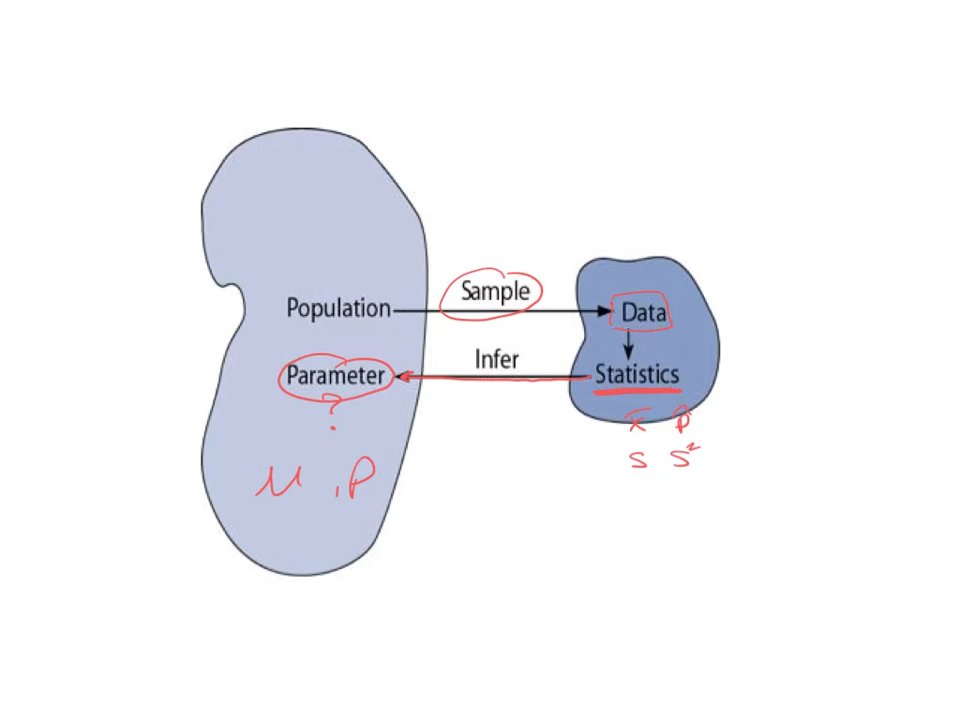 Sample
Population
Data
Infer
Parameter
Statistics
?
x̄ p̂
s s²
μ , p